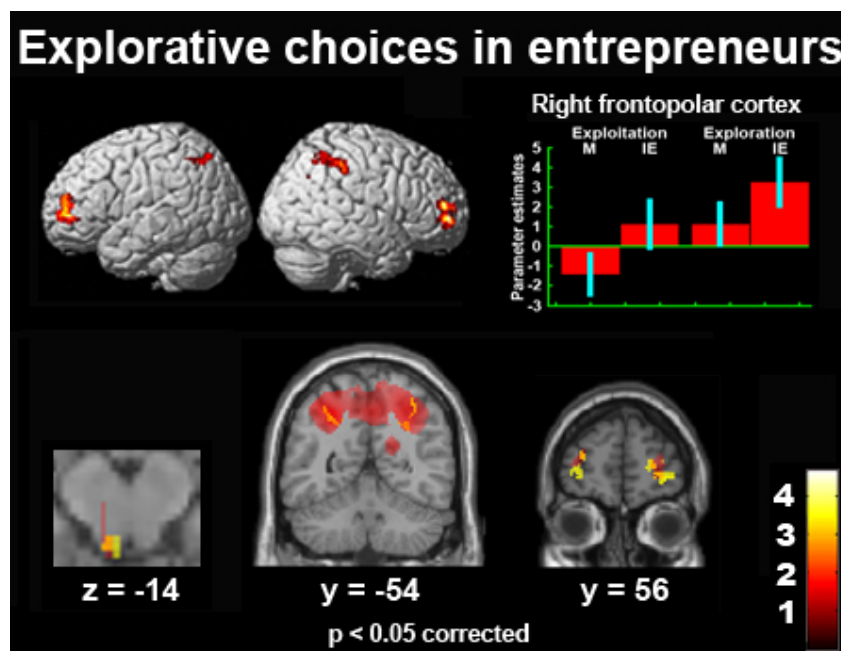 Explorative choices in entrepreneurs
Right frontopolar cortex
Exploitation Exploration
M IE M IE
Parameter estimates
5
4
3
2
1
0
-1
-2
-3
z = -14
y = -54
y = 56
4
3
2
1
p < 0.05 corrected